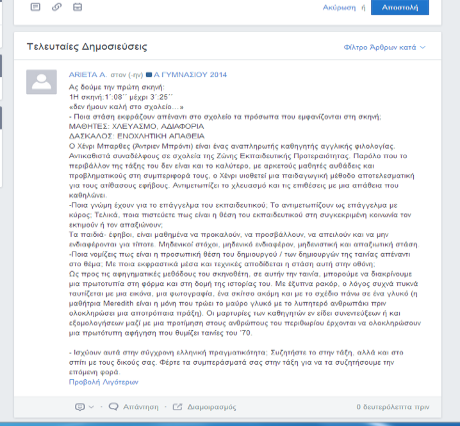 Ακύρωση ή Αποστολή
Τελευταίες Δημοσιεύσεις
Φίλτρο Άρθρων κατά
ARIETA A. στον (-ην) Α ΓΥΜΝΑΣΙΟΥ 2014
Ας δούμε την πρώτη σκηνή:
1Η σκηνή:1΄:08΄΄ μέχρι 3΄:25΄΄
«δεν ήμουν καλή στο σχολείο…»
- Ποια στάση εκφράζουν απέναντι στο σχολείο τα πρόσωπα που εμφανίζονται στη σκηνή;
ΜΑΘΗΤΕΣ: ΧΛΕΥΑΣΜΟ, ΑΔΙΑΦΟΡΙΑ
ΔΑΣΚΑΛΟΣ: ΕΝΟΧΛΗΤΙΚΗ ΑΠΑΘΕΙΑ
Ο Χένρι Μπαρθες (Άντριεν Μπρόντι) είναι ένας αναπληρωτής καθηγητής αγγλικής φιλολογίας.
Αντικαθιστά συναδέλφους σε σχολεία της Ζώνης Εκπαιδευτικής Προτεραιότητας. Παρόλο που το
περιβάλλον της τάξης του δεν είναι και το καλύτερο, με αρκετούς μαθητές αυθάδεις και
προβληματικούς στη συμπεριφορά τους, ο Χένρι υιοθετεί μια παιδαγωγική μέθοδο αποτελεσματική
για τους απίθασους εφήβους. Αντιμετωπίζει το χλευασμό και τις επιθέσεις με μια απάθεια που
καθηλώνει.
-Ποια γνώμη έχουν για το επάγγελμα του εκπαιδευτικού; Το αντιμετωπίζουν ως επάγγελμα με
κύρος; Τελικά, ποια πιστεύετε πως είναι η θέση του εκπαιδευτικού στη συγκεκριμένη κοινωνία τον
εκτιμούν ή τον απαξιώνουν;
Τα παιδιά- έφηβοι, είναι μαθημένα να προκαλούν, να προσβάλλουν, να απειλούν και να μην
ενδιαφέρονται για τίποτε. Μηδενικοί στόχοι, μηδενικό ενδιαφέρον, μηδενιστική και απαξιωτική στάση.
-Ποια νομίζεις πως είναι η προσωπική θέση του δημιουργού / των δημιουργών της ταινίας απέναντι
στο θέμα; Με ποια εκφραστικά μέσα και τεχνικές αποδίδεται η στάση αυτή στην οθόνη;
Ως προς τις αφηγηματικές μεθόδους του σκηνοθέτη, σε αυτήν την ταινία, μπορούμε να διακρίνουμε
μια πρωτοτυπία στη φόρμα και στη δομή της ιστορίας του. Με έξυπνα ρακόρ, ο λόγος συχνά πυκνά
ταυτίζεται με μια εικόνα, μια φωτογραφία, ένα σκίτσο ακόμη και με το σχέδιο πάνω σε ένα γλυκό (η
μαθήτρια Meredith είναι η μόνη που τρώει το μαύρο γλυκό με το λυπητερό ανθρωπάκι πριν
ολοκληρώσει μια αποτρόπαια πράξη). Οι μαρτυρίες των καθηγητών εν είδει συνεντεύξεων ή και
εξομολογήσεων μαζί με μια προτίμηση στους ανθρώπους του περιθωρίου έρχονται να ολοκληρώσουν
μια πρωτότυπη αφήγηση που θυμίζει ταινίες του '70.
- Ισχύουν αυτά στην σύγχρονη ελληνική πραγματικότητα; Συζητήστε το στην τάξη, αλλά και στο
σπίτι με τους δικούς σας. Φέρτε τα συμπεράσματά σας στην τάξη για να τα συζητήσουμε την
επόμενη φορά.
Προβολή Λιγότερων
Απάντηση · Διαμοιρασμός
0 δευτερόλεπτα πριν